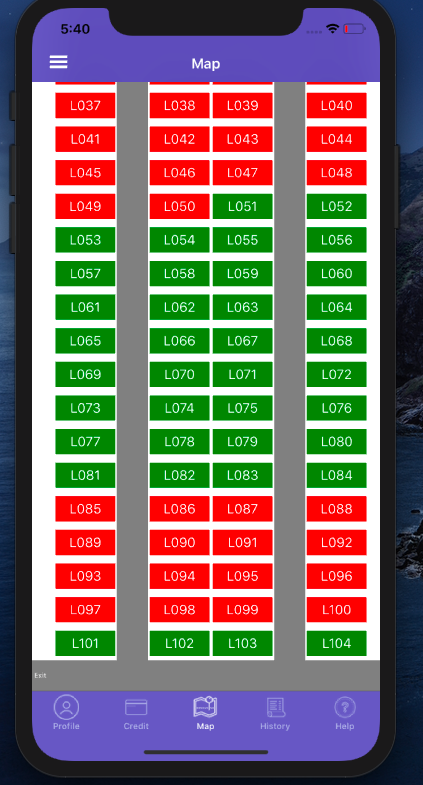 5:40
Map
L037 L038 L039 L040
L041 L042 L043 L044
L045 L046 L047 L048
L049 L050 L051 L052
L053 L054 L055 L056
L057 L058 L059 L060
L061 L062 L063 L064
L065 L066 L067 L068
L069 L070 L071 L072
L073 L074 L075 L076
L077 L078 L079 L080
L081 L082 L083 L084
L085 L086 L087 L088
L089 L090 L091 L092
L093 L094 L095 L096
L097 L098 L099 L100
L101 L102 L103 L104
Exit
Profile Credit Map History Help